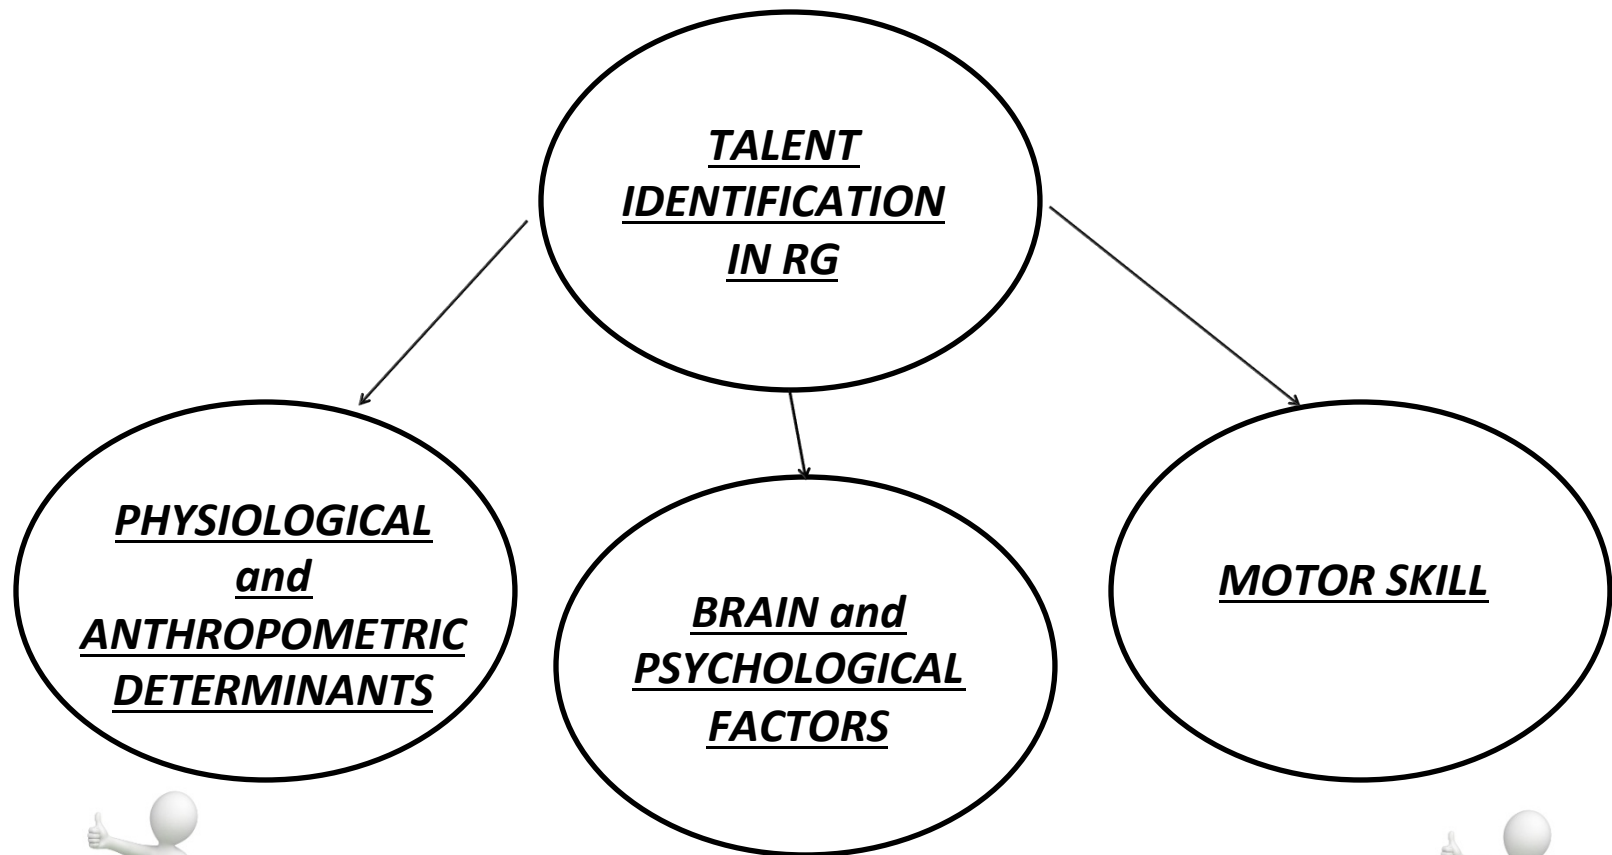 TALENT
IDENTIFICATION
IN RG
PHYSIOLOGICAL
and
ANTHROPOMETRIC
DETERMINANTS
BRAIN and
PSYCHOLOGICAL
FACTORS
MOTOR SKILL